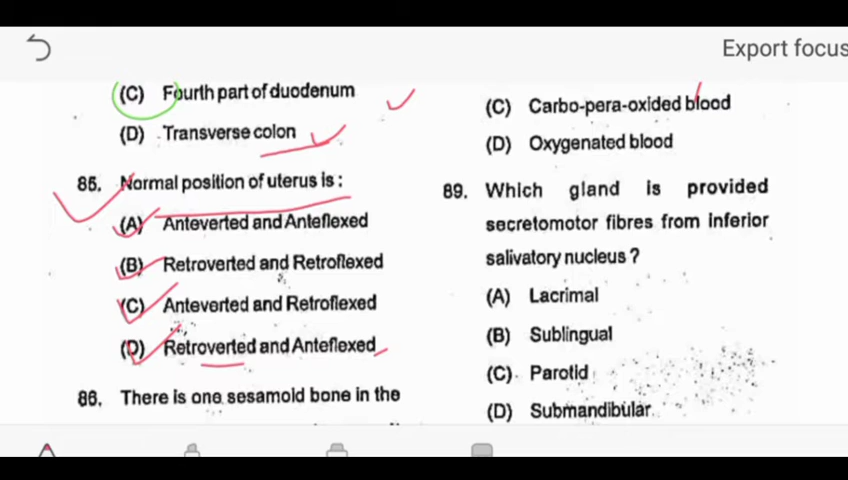 Export focus
(C) Fourth part of duodenum
(D) Transverse colon
85. Normal position of uterus is :
(A) Anteverted and Anteflexed
(B) Retroverted and Retroflexed
(C) Anteverted and Retroflexed
(D) Retroverted and Anteflexed
86. There is one sesamoid bone in the
(C) Carbo-pera-oxided blood
(D) Oxygenated blood
89. Which gland is provided
secretomotor fibres from inferior
salivatory nucleus ?
(A) Lacrimal
(B) Sublingual
(C) Parotid
(D) Submandibular